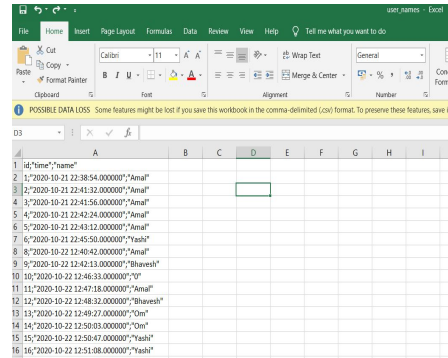 user_names - Excel
File Home Insert Page Layout Formulas Data Review View Help Tell me what you want to do
Cut
Copy
Format Painter
Paste
Calibri 11 A A
B I U A
Wrap Text
Merge & Center
General
% ,
Clipboard Font Alignment Number
POSSIBLE DATA LOSS Some features might be lost if you save this workbook in the comma-delimited (.csv) format. To preserve these features, save i
D3 fx
A B C D E F G H I
1 id;"time";"name"
2 1;"2020-10-21 22:38:54.000000";"Amal"
3 2;"2020-10-21 22:41:32.000000";"Amal"
4 3;"2020-10-21 22:41:56.000000";"Amal"
5 4;"2020-10-21 22:42:24.000000";"Amal"
6 5;"2020-10-21 22:43:12.000000";"Amal"
7 6;"2020-10-21 22:45:50.000000";"Yashi"
8 8;"2020-10-22 12:40:42.000000";"Amal"
9 9;"2020-10-22 12:42:13.000000";"Bhavesh"
10 10;"2020-10-22 12:46:33.000000";"0"
11 11;"2020-10-22 12:47:18.000000";"Amal"
12 12;"2020-10-22 12:48:32.000000";"Bhavesh"
13 13;"2020-10-22 12:49:27.000000";"Om"
14 14;"2020-10-22 12:50:03.000000";"Om"
15 15;"2020-10-22 12:50:47.000000";"Yashi"
16 16;"2020-10-22 12:51:08.000000";"Yashi"